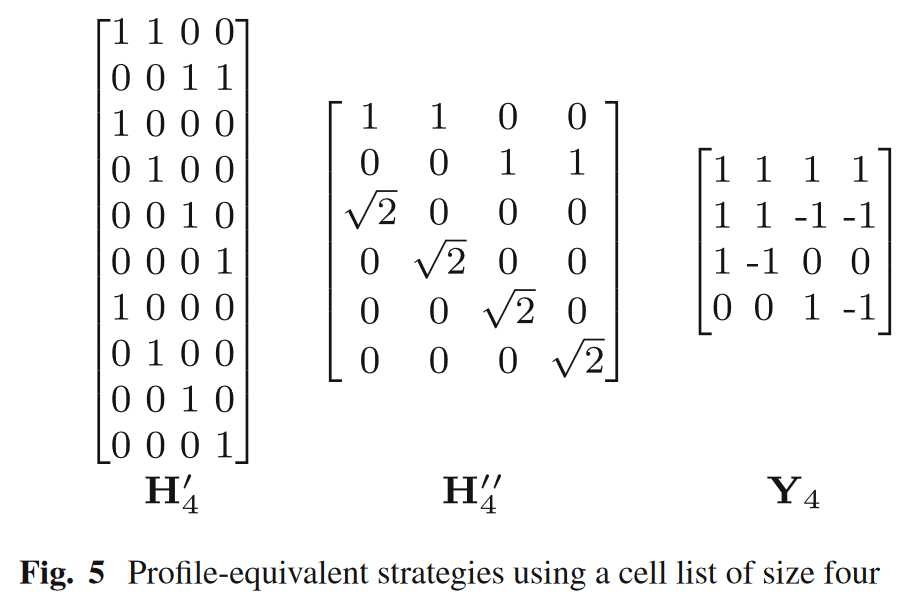 1 1 0 0
0 0 1 1
1 0 0 0
0 1 0 0
0 0 1 0
0 0 0 1
1 0 0 0
0 1 0 0
0 0 1 0
0 0 0 1
H′₄
1 1 0 0
0 0 1 1
√2 0 0 0
0 √2 0 0
0 0 √2 0
0 0 0 √2
H″₄
1 1 1 1
1 1 -1 -1
1 -1 0 0
0 0 1 -1
Y₄
Fig. 5 Profile-equivalent strategies using a cell list of size four